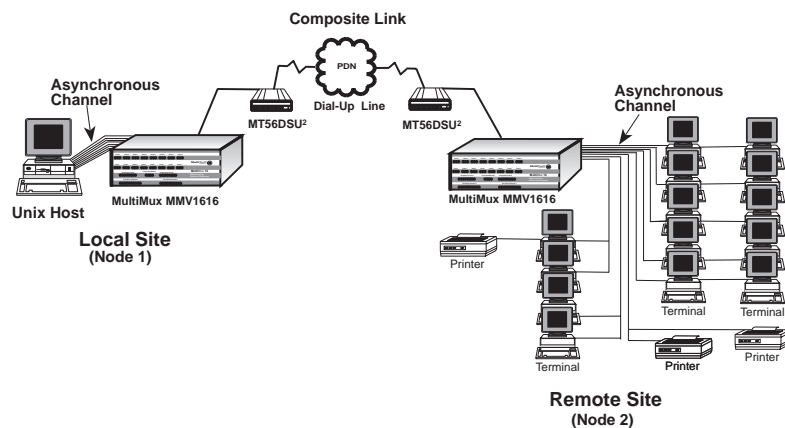 Composite Link
PDN
Dial-Up Line
MT56DSU²
MT56DSU²
Asynchronous
Channel
Asynchronous
Channel
MultiMux MMV1616
Unix Host
Local Site
(Node 1)
MultiMux MMV1616
Printer
Terminal
Terminal
Terminal
Printer
Printer
Remote Site
(Node 2)